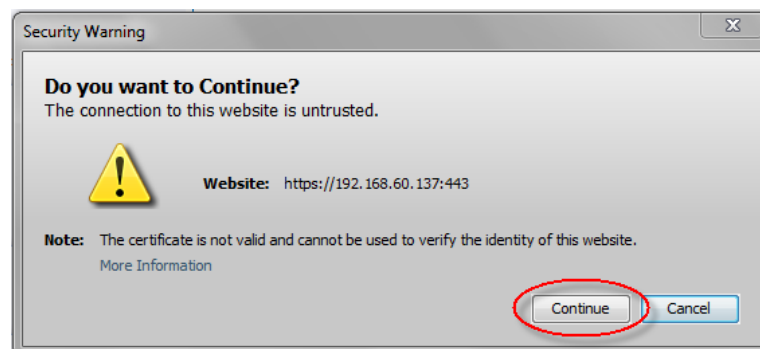 Security Warning
Do you want to Continue?
The connection to this website is untrusted.
Website: https://192.168.60.137:443
Note: The certificate is not valid and cannot be used to verify the identity of this website.
More Information
Continue Cancel